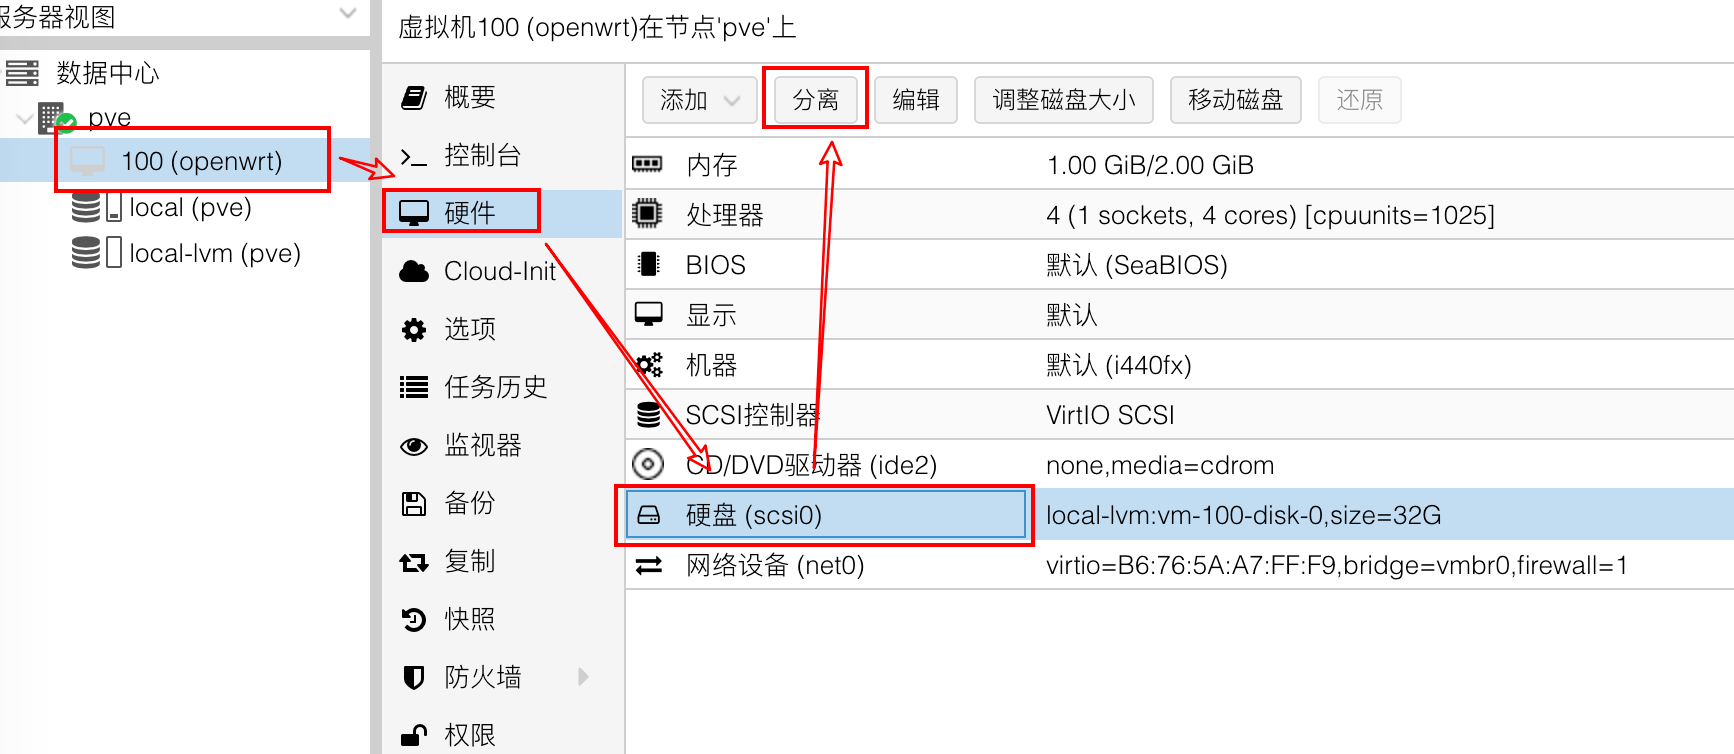 服务器视图
数据中心
pve
100 (openwrt)
local (pve)
local-lvm (pve)
虚拟机100 (openwrt)在节点'pve'上
概要
控制台
硬件
Cloud-Init
选项
任务历史
监视器
备份
复制
快照
防火墙
权限
添加 分离 编辑 调整磁盘大小 移动磁盘 还原
内存 1.00 GiB/2.00 GiB
处理器 4 (1 sockets, 4 cores) [cpuunits=1025]
BIOS 默认 (SeaBIOS)
显示 默认
机器 默认 (i440fx)
SCSI控制器 VirtIO SCSI
CD/DVD驱动器 (ide2) none,media=cdrom
硬盘 (scsi0) local-lvm:vm-100-disk-0,size=32G
网络设备 (net0) virtio=B6:76:5A:A7:FF:F9,bridge=vmbr0,firewall=1